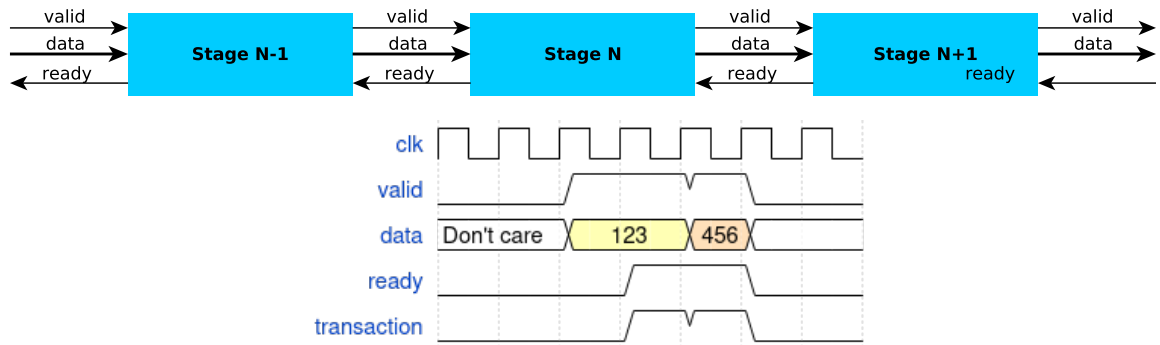 valid valid valid valid
data Stage N-1 data Stage N data Stage N+1 data
ready ready ready ready
clk
valid
data Don't care 123 456
ready
transaction